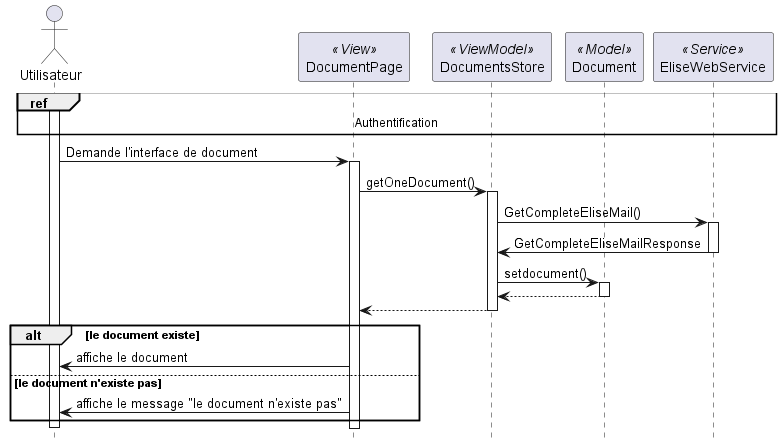 «View»
«ViewModel»
«Model»
«Service»
Utilisateur
DocumentPage
DocumentsStore
Document
EliseWebService
ref
Authentification
Demande l'interface de document
getOneDocument()
GetCompleteEliseMail()
GetCompleteEliseMailResponse
setdocument()
alt
[le document existe]
affiche le document
[le document n'existe pas]
affiche le message "le document n'existe pas"